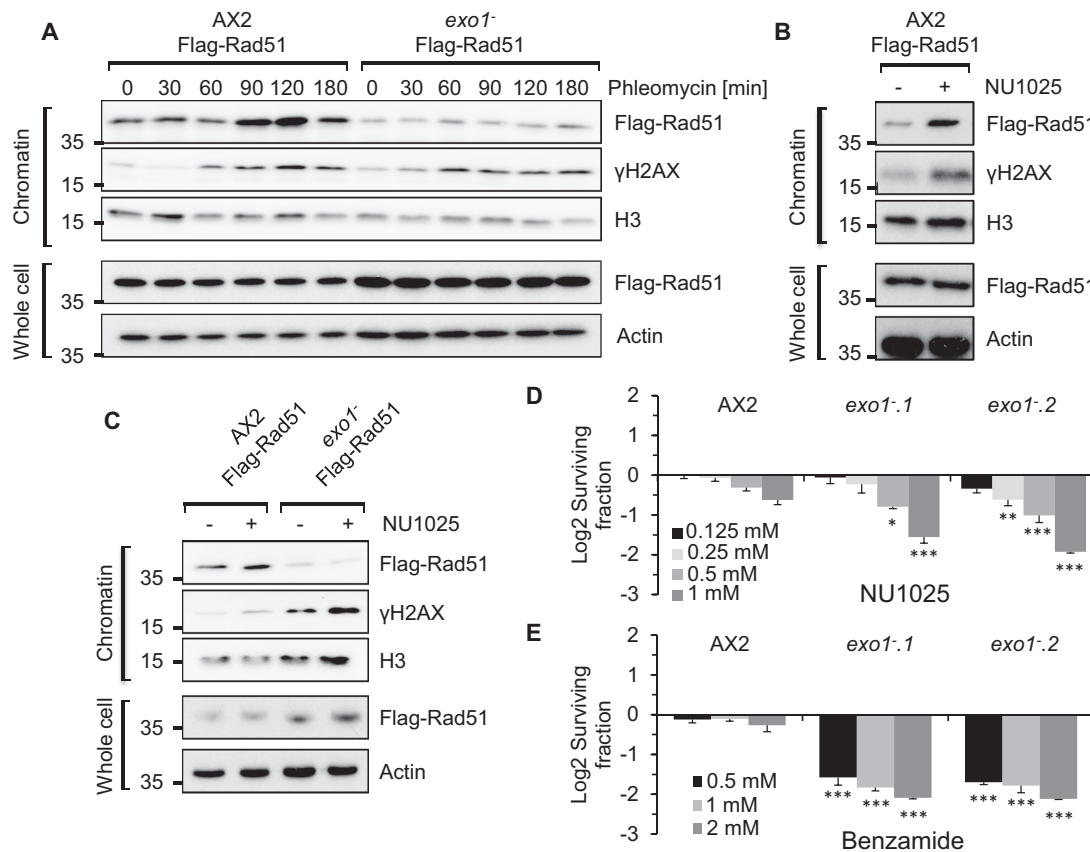 A
AX2
Flag-Rad51
exo1-
Flag-Rad51
0 30 60 90 120 180 0 30 60 90 120 180 Phleomycin [min]
Chromatin
35
Flag-Rad51
15
γH2AX
15
H3
Whole cell
35
Flag-Rad51
35
Actin
B
AX2
Flag-Rad51
- + NU1025
Chromatin
35
Flag-Rad51
15
γH2AX
15
H3
Whole cell
35
Flag-Rad51
35
Actin
C
AX2
Flag-Rad51
exo1-
Flag-Rad51
- + - + NU1025
Chromatin
35
Flag-Rad51
15
γH2AX
15
H3
Whole cell
35
Flag-Rad51
35
Actin
D
Log2 Surviving
fraction
2
1
0
-1
-2
-3
AX2
exo1-.1
exo1-.2
* *** ** *** ***
0.125 mM
0.25 mM
0.5 mM
1 mM
NU1025
E
Log2 Surviving
fraction
2
1
0
-1
-2
-3
AX2
exo1-.1
exo1-.2
*** *** *** *** *** ***
0.5 mM
1 mM
2 mM
Benzamide